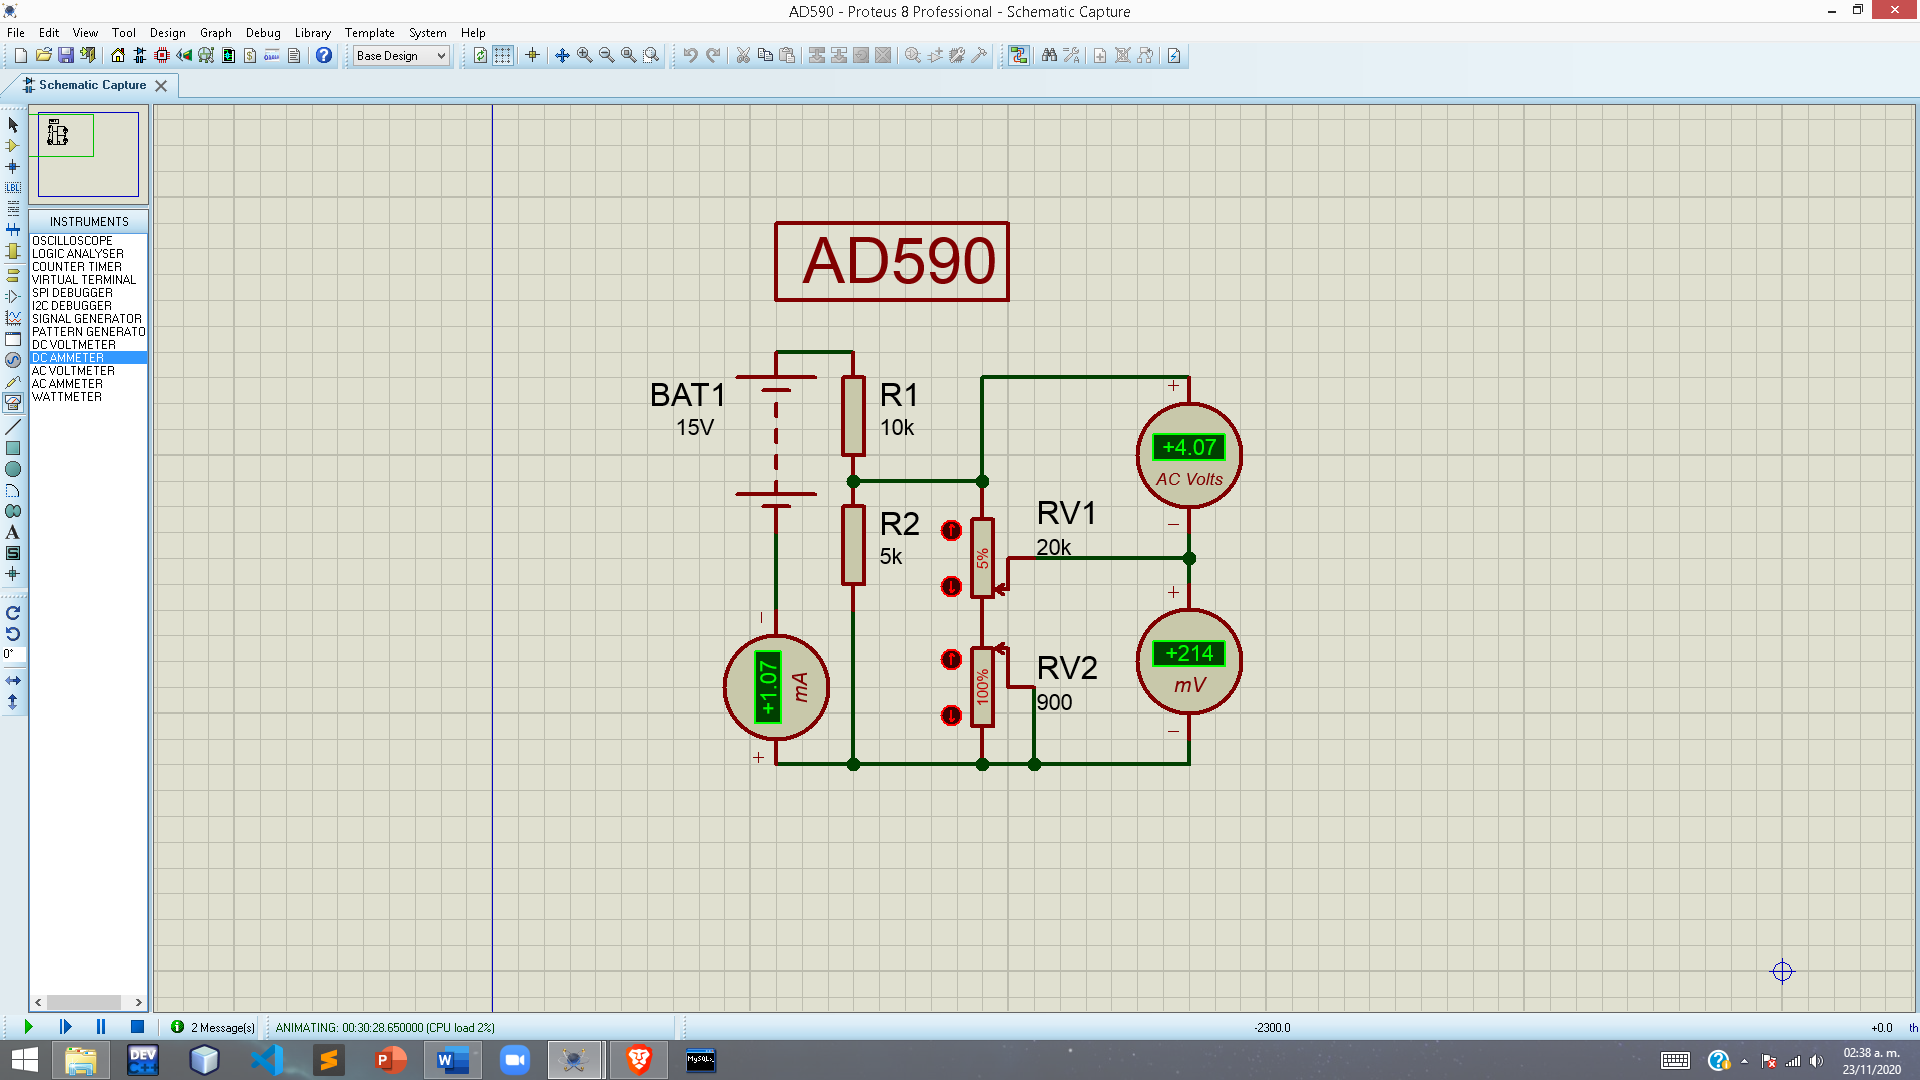 AD590 - Proteus 8 Professional - Schematic Capture
File Edit View Tool Design Graph Debug Library Template System Help
Base Design
Schematic Capture
INSTRUMENTS
OSCILLOSCOPE
LOGIC ANALYSER
COUNTER TIMER
VIRTUAL TERMINAL
SPI DEBUGGER
I2C DEBUGGER
SIGNAL GENERATOR
PATTERN GENERATO
DC VOLTMETER
DC AMMETER
AC VOLTMETER
AC AMMETER
WATTMETER
LBL
A
S
0°
AD590
BAT1
15V
R1
10k
R2
5k
RV1
20k
5%
RV2
900
100%
+
+4.07
AC Volts
−
+
+214
mV
−
−
+1.07
mA
+
2 Message(s)
ANIMATING: 00:30:28.650000 (CPU load 2%)
-2300.0
+0.0 th
DEV
C++
P
W
MySQL
02:38 a. m.
23/11/2020